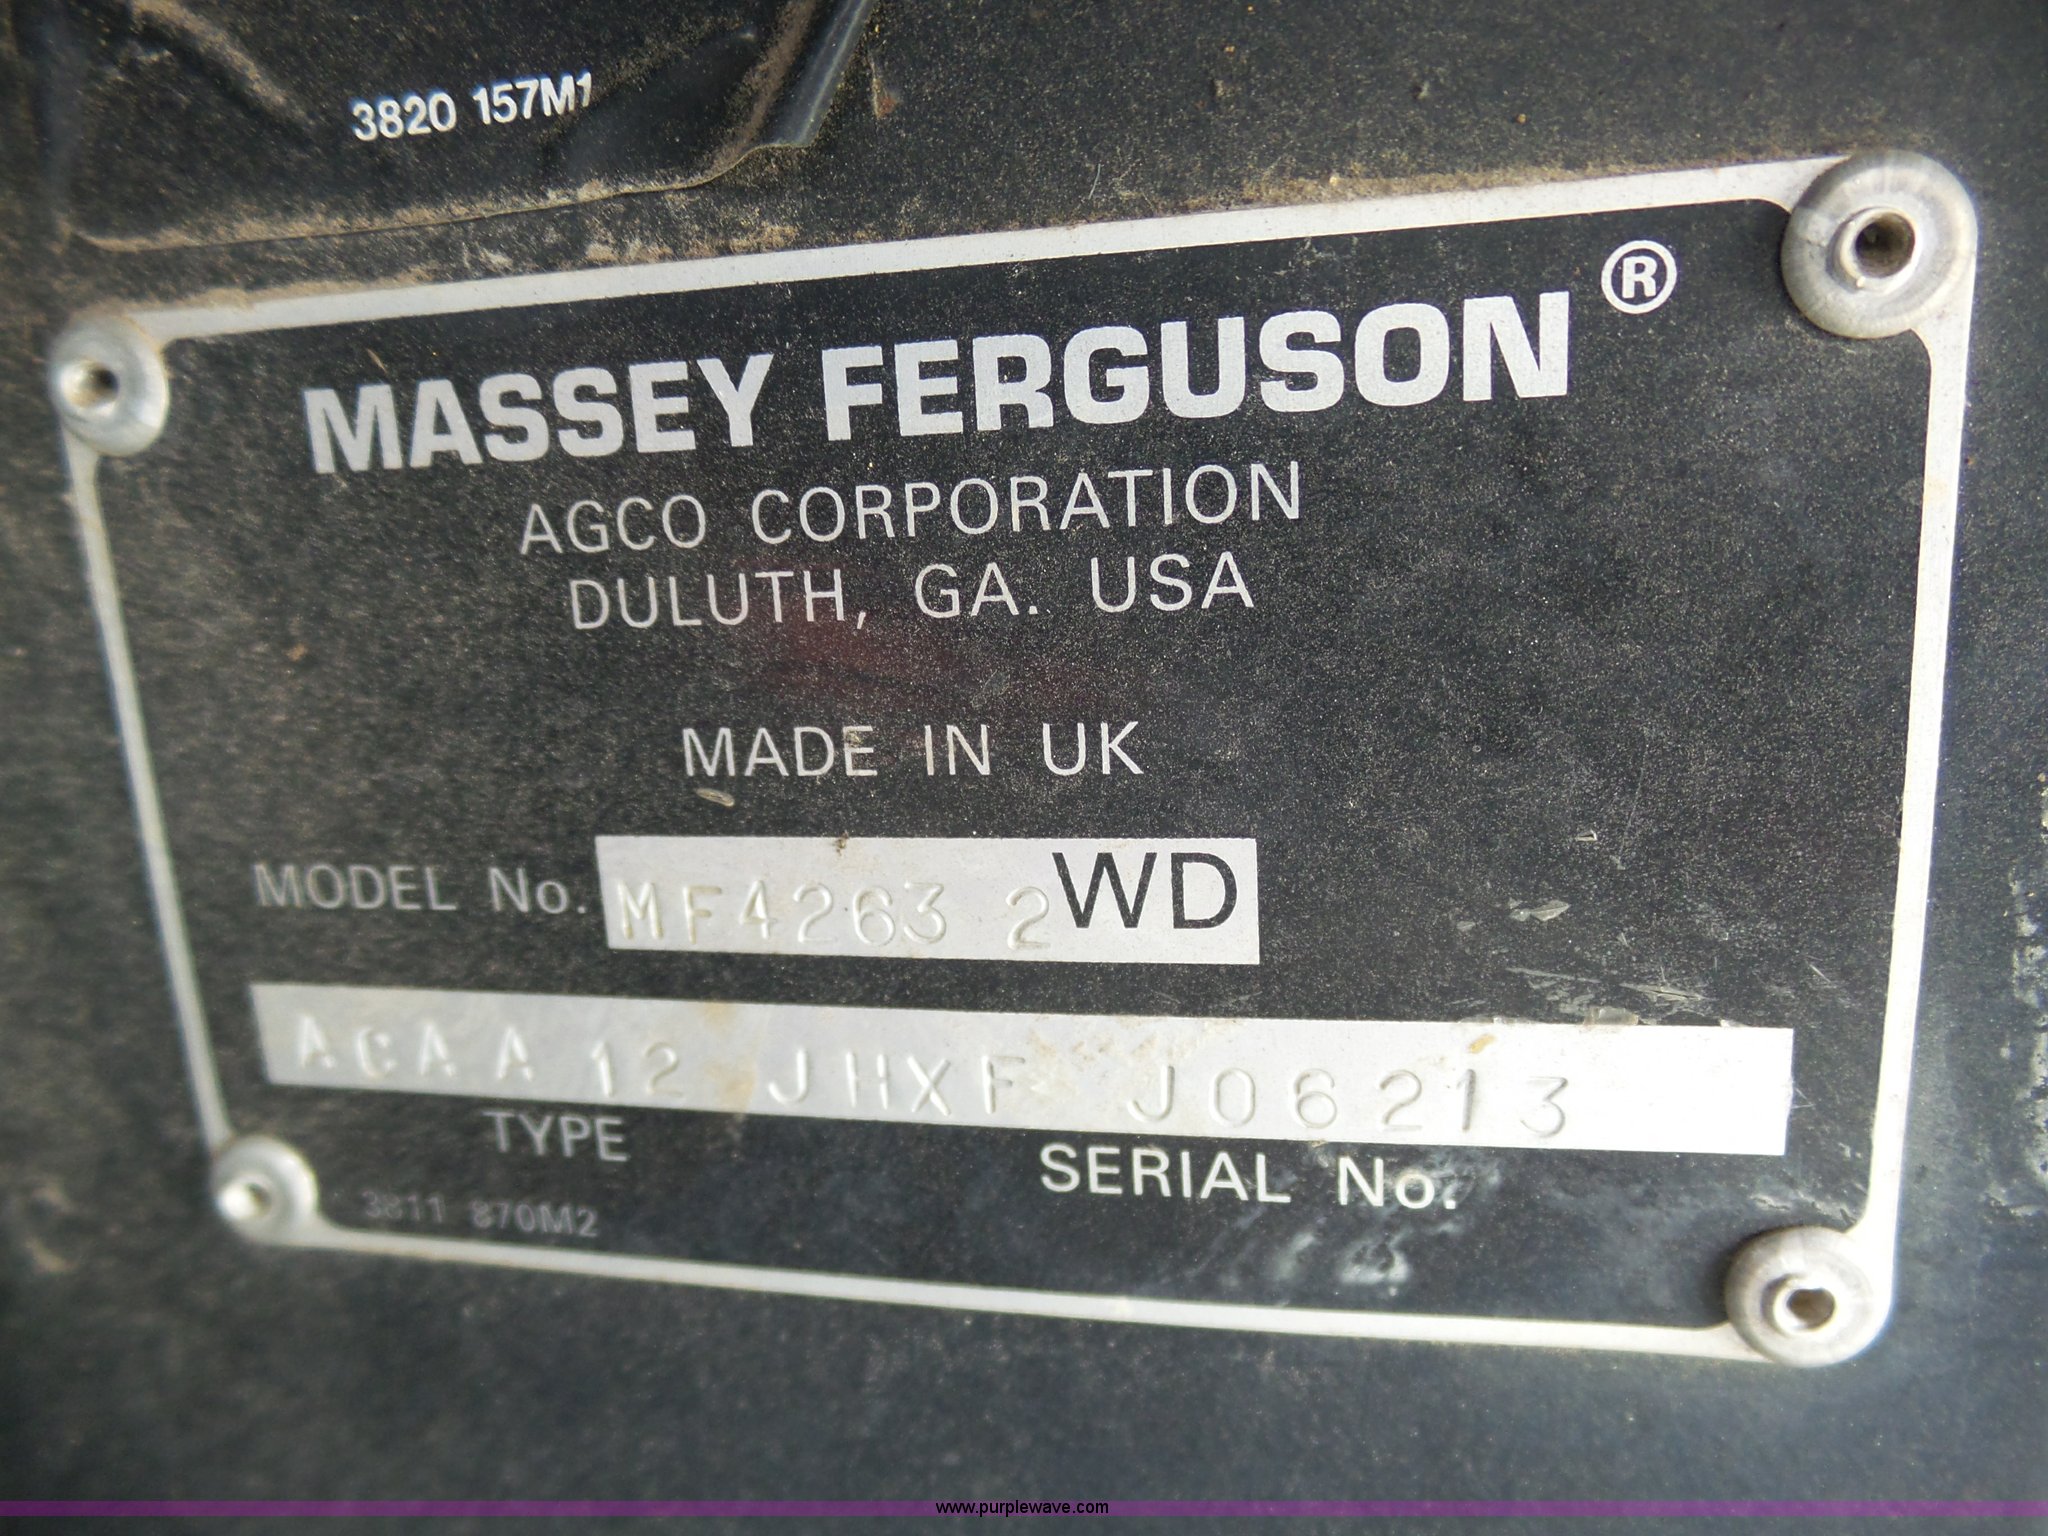 3820 157M1
MASSEY FERGUSON®
AGCO CORPORATION
DULUTH, GA. USA
MADE IN UK
MODEL No. MF4263 2WD
ACAA 12 JHXF J06213
TYPE SERIAL No.
3811 870M2
www.purplewave.com